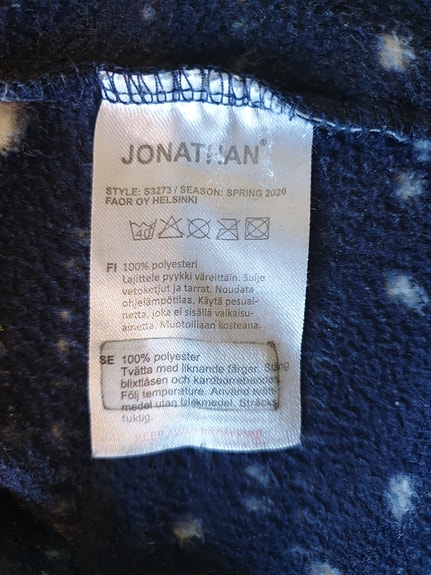 JONATHAN®
STYLE: S3273 / SEASON: SPRING 2020
FAOR OY HELSINKI
40
FI 100% polyesteri
Lajittele pyykki väreittäin. Sulje
vetoketjut ja tarrat. Noudata
ohjelämpötilaa. Käytä pesuai-
netta, joka ei sisällä valkaisu-
ainetta. Muotoillaan kosteana.
SE 100% polyester
Tvätta med liknande färger. Stäng
blixtlåsen och kardborrebanden.
Följ temperature. Använd tvätt-
medel utan blekmedel. Sträcks
fuktig.